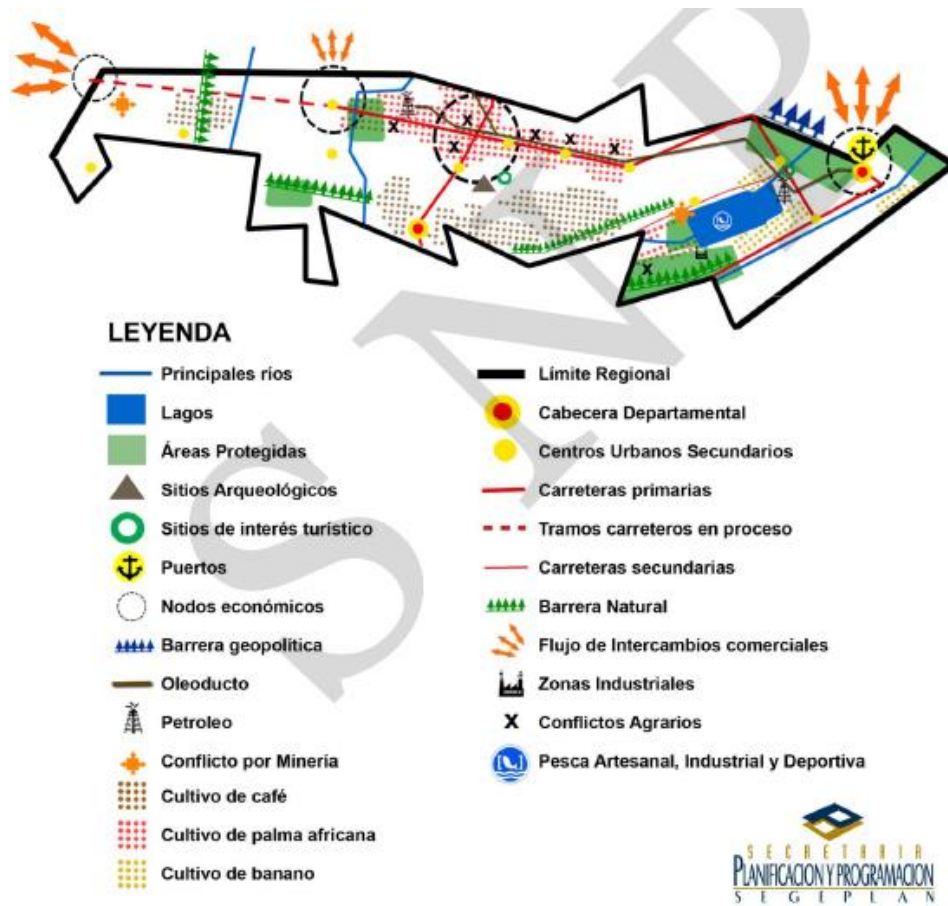 SNP
LEYENDA
Principales ríos
Lagos
Áreas Protegidas
Sitios Arqueológicos
Sitios de interés turístico
Puertos
Nodos económicos
Barrera geopolítica
Oleoducto
Petroleo
Conflicto por Minería
Cultivo de café
Cultivo de palma africana
Cultivo de banano
Límite Regional
Cabecera Departamental
Centros Urbanos Secundarios
Carreteras primarias
Tramos carreteros en proceso
Carreteras secundarias
Barrera Natural
Flujo de Intercambios comerciales
Zonas Industriales
x Conflictos Agrarios
Pesca Artesanal, Industrial y Deportiva
SECRETARIA
PLANIFICACION Y PROGRAMACION
SEGEPLAN